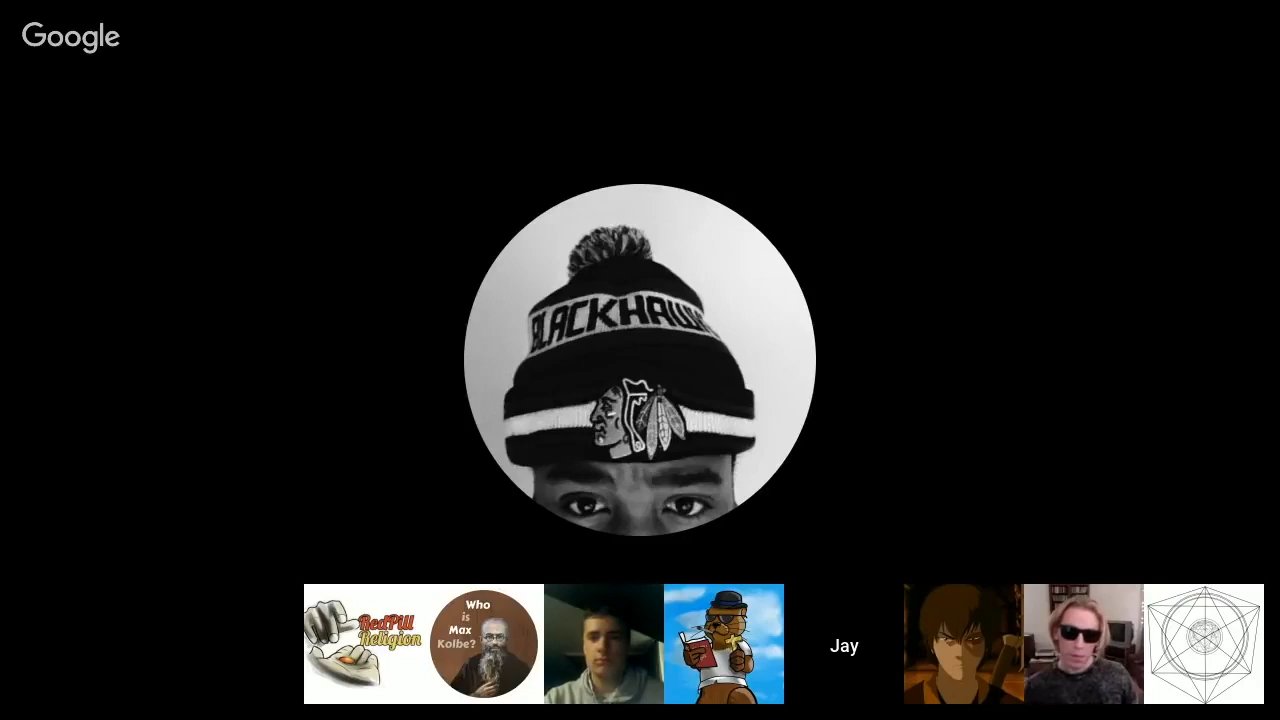 Google
BLACKHAW
RedPill
Religion
Who
is
Max
Kolbe?
Jay